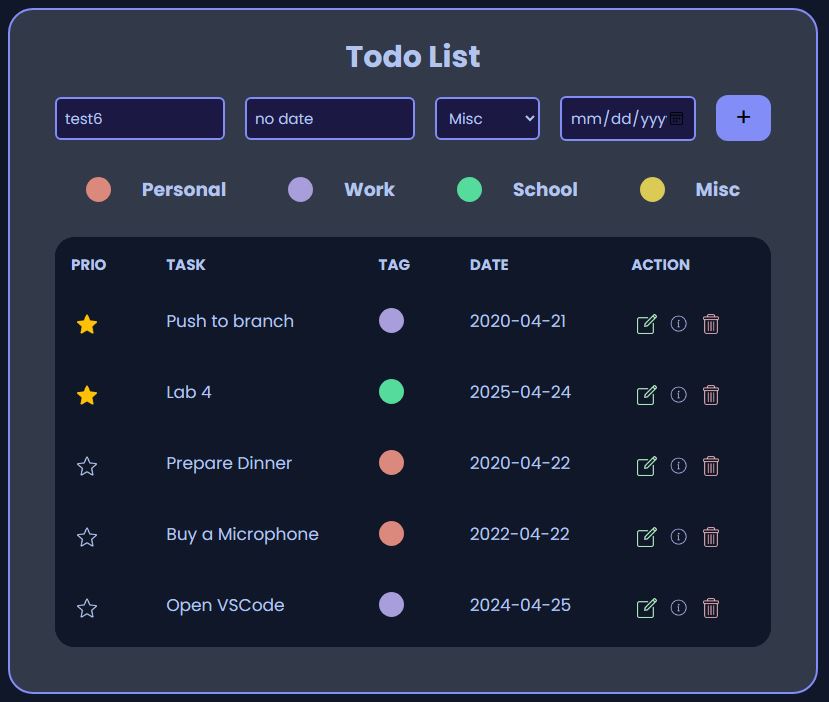 Todo List
test6 no date Misc mm/dd/yyy +
Personal Work School Misc
PRIO TASK TAG DATE ACTION
Push to branch 2020-04-21
Lab 4 2025-04-24
Prepare Dinner 2020-04-22
Buy a Microphone 2022-04-22
Open VSCode 2024-04-25